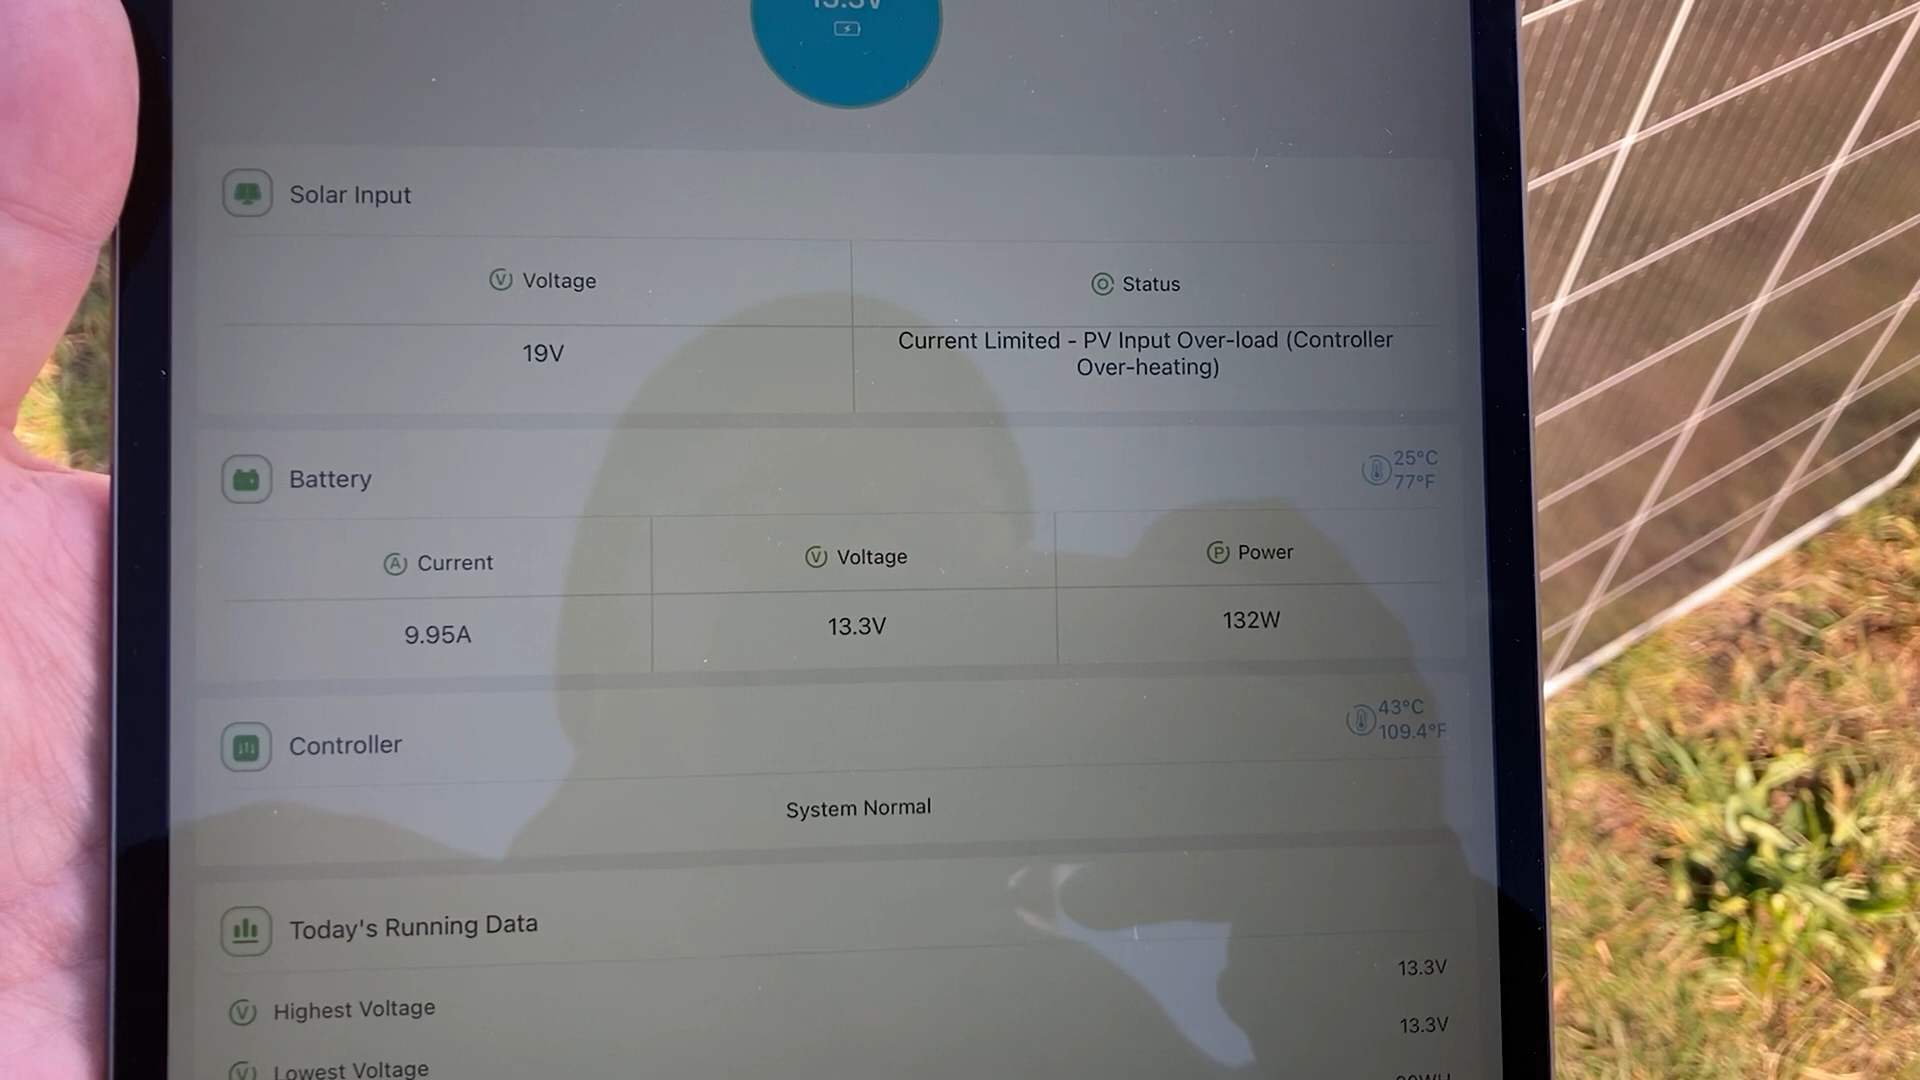 13.3V
Solar Input
V Voltage
Status
19V
Current Limited - PV Input Over-load (Controller
Over-heating)
Battery
25°C
77°F
A Current
V Voltage
P Power
9.95A
13.3V
132W
Controller
43°C
109.4°F
System Normal
Today's Running Data
13.3V
V Highest Voltage
13.3V
V Lowest Voltage